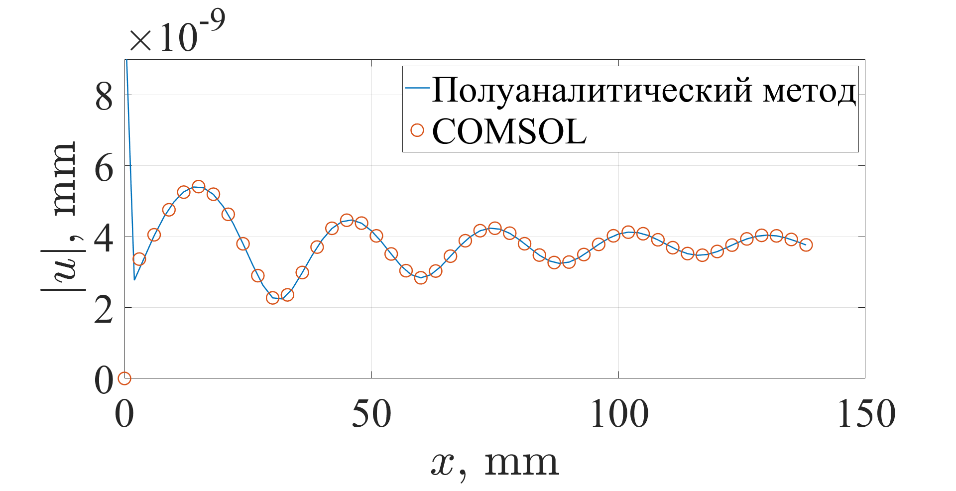 ×10⁻⁹
Полуаналитический метод
COMSOL
8
6
4
2
0
|u|, mm
0 50 100 150
x, mm